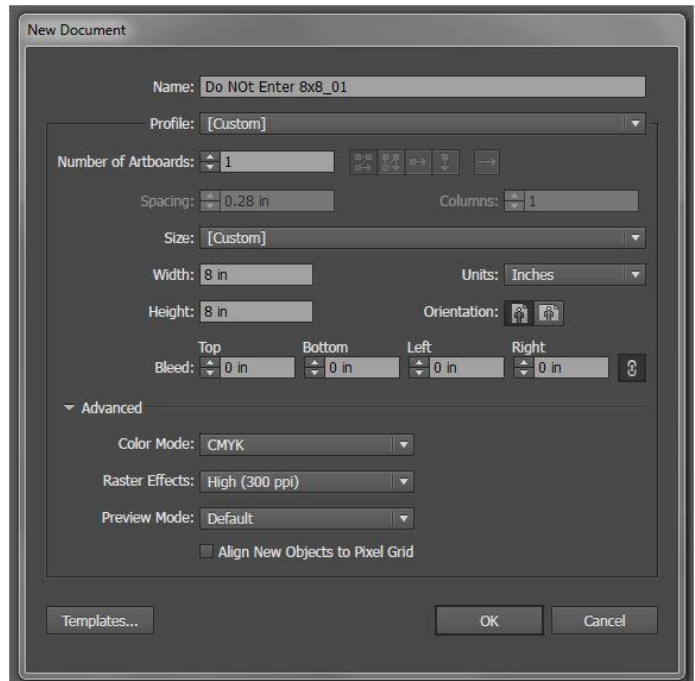 New Document
Name: Do NOt Enter 8x8_01
Profile: [Custom]
Number of Artboards: 1
Spacing: 0.28 in Columns: 1
Size: [Custom]
Width: 8 in Units: Inches
Height: 8 in Orientation:
Top Bottom Left Right
Bleed: 0 in 0 in 0 in 0 in
Advanced
Color Mode: CMYK
Raster Effects: High (300 ppi)
Preview Mode: Default
Align New Objects to Pixel Grid
Templates... OK Cancel